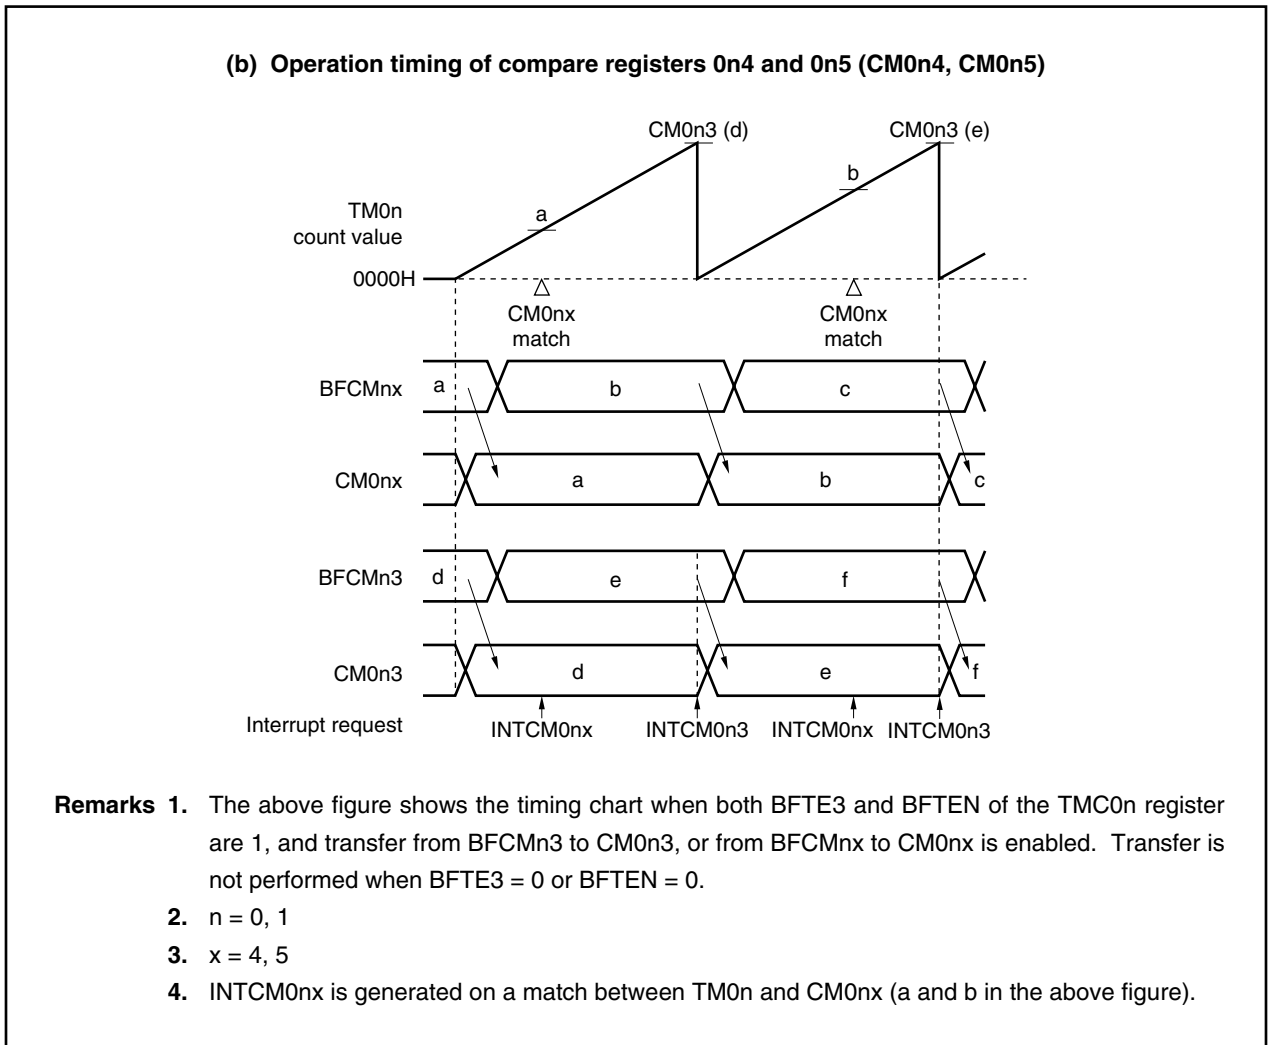 (b) Operation timing of compare registers 0n4 and 0n5 (CM0n4, CM0n5)
CM0n3 (d)
CM0n3 (e)
b
a
TM0n
count value
0000H
CM0nx
match
CM0nx
match
BFCMnx
a
b
c
CM0nx
a
b
c
BFCMn3
d
e
f
CM0n3
d
e
f
Interrupt request
INTCM0nx
INTCM0n3
INTCM0nx
INTCM0n3
Remarks 1. The above figure shows the timing chart when both BFTE3 and BFTEN of the TMC0n register
are 1, and transfer from BFCMn3 to CM0n3, or from BFCMnx to CM0nx is enabled. Transfer is
not performed when BFTE3 = 0 or BFTEN = 0.
2. n = 0, 1
3. x = 4, 5
4. INTCM0nx is generated on a match between TM0n and CM0nx (a and b in the above figure).